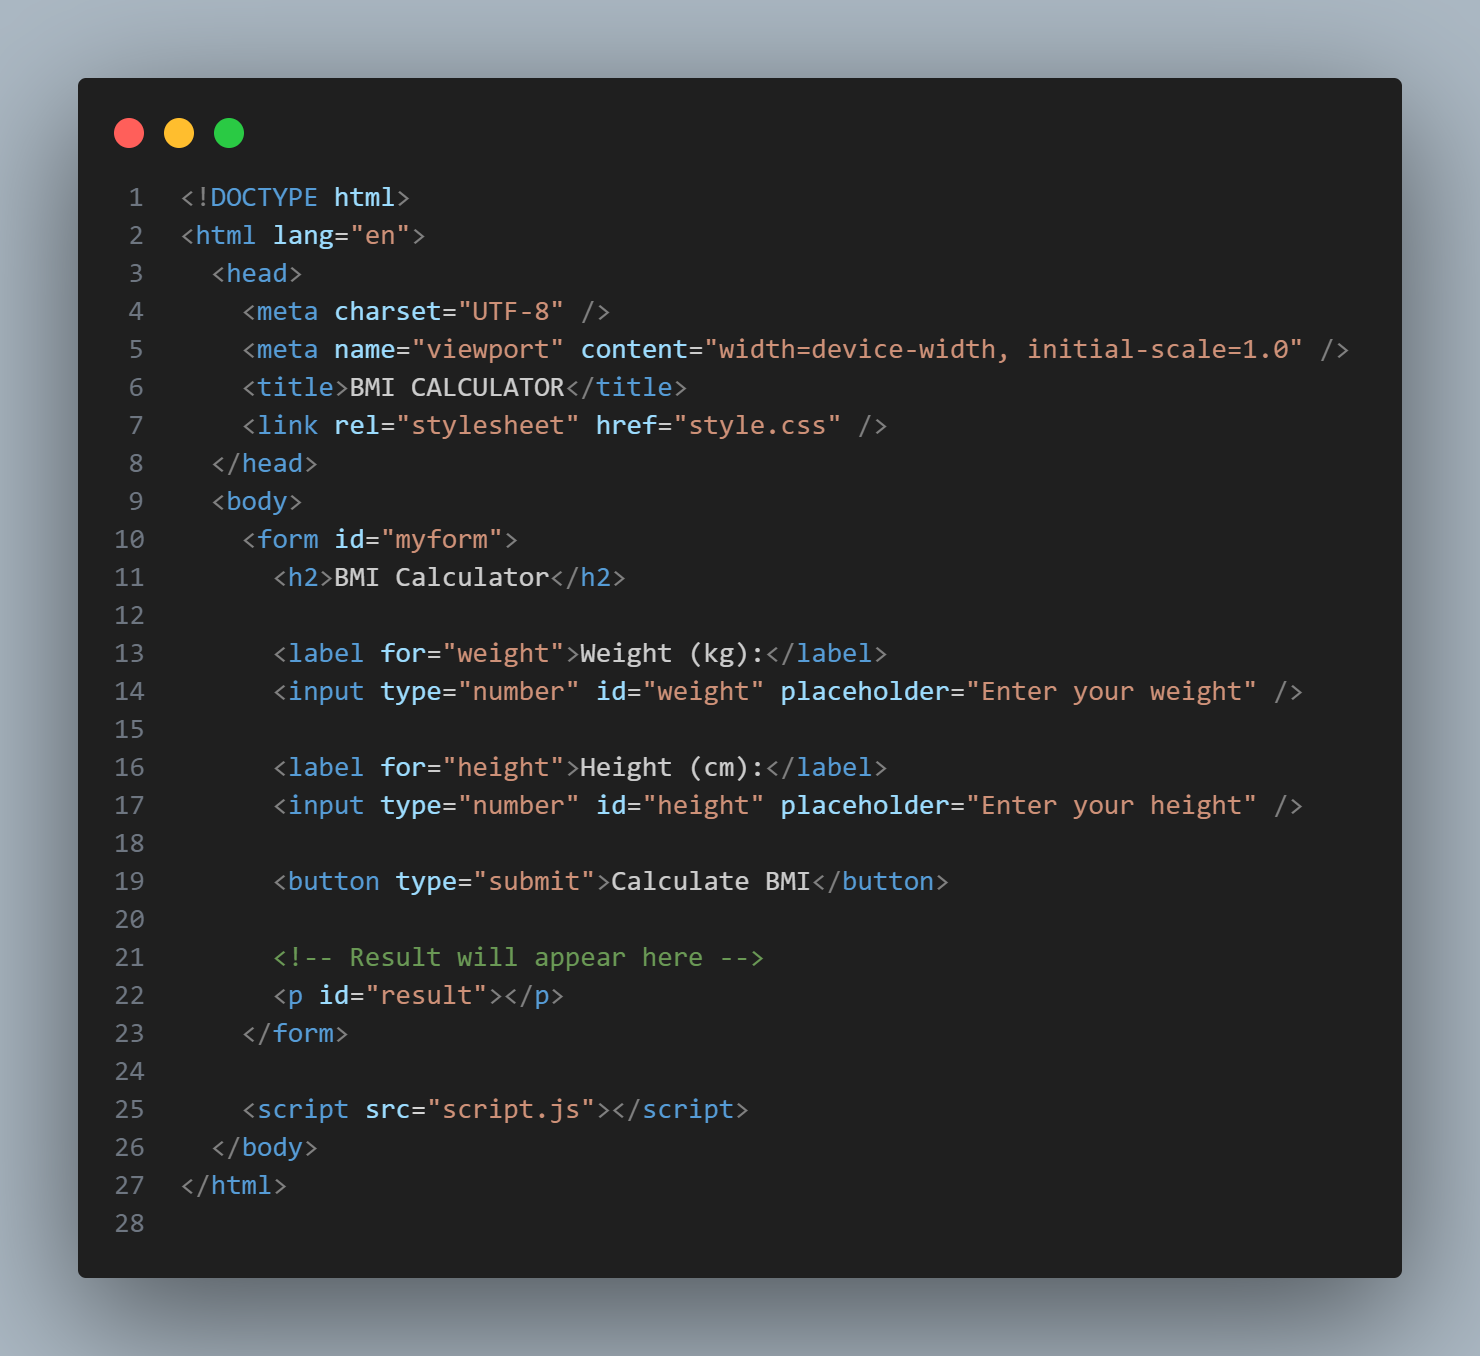 1 <!DOCTYPE html>
2 <html lang="en">
3   <head>
4     <meta charset="UTF-8" />
5     <meta name="viewport" content="width=device-width, initial-scale=1.0" />
6     <title>BMI CALCULATOR</title>
7     <link rel="stylesheet" href="style.css" />
8   </head>
9   <body>
10     <form id="myform">
11       <h2>BMI Calculator</h2>
12
13       <label for="weight">Weight (kg):</label>
14       <input type="number" id="weight" placeholder="Enter your weight" />
15
16       <label for="height">Height (cm):</label>
17       <input type="number" id="height" placeholder="Enter your height" />
18
19       <button type="submit">Calculate BMI</button>
20
21       <!-- Result will appear here -->
22       <p id="result"></p>
23     </form>
24
25     <script src="script.js"></script>
26   </body>
27 </html>
28